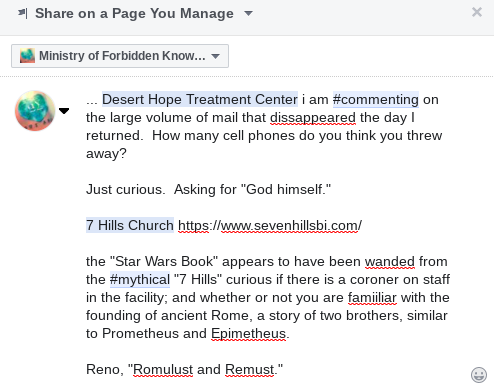 Share on a Page You Manage
Ministry of Forbidden Know...
... Desert Hope Treatment Center i am #commenting on
the large volume of mail that dissappeared the day I
returned.  How many cell phones do you think you threw
away?
Just curious.  Asking for "God himself."
7 Hills Church https://www.sevenhillsbi.com/
the "Star Wars Book" appears to have been wanded from
the #mythical "7 Hills" curious if there is a coroner on staff
in the facility; and whether or not you are famiiliar with the
founding of ancient Rome, a story of two brothers, similar
to Prometheus and Epimetheus.
Reno, "Romulust and Remust."